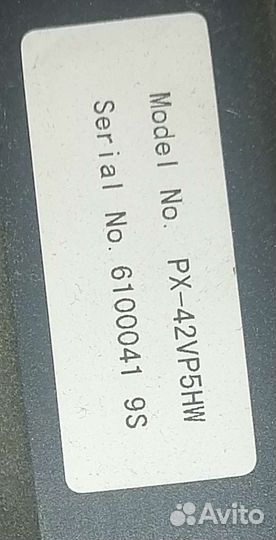 Model No. PX-42VP5HW
Serial No. 6100041 9S
Avito